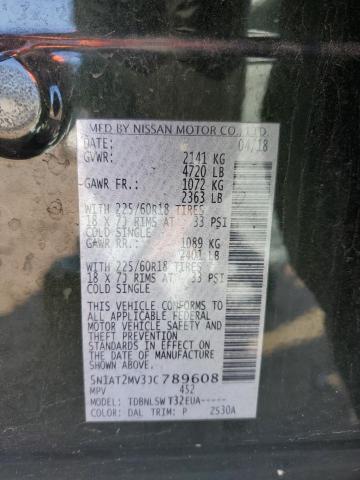 MFD BY NISSAN MOTOR CO., LTD.
DATE: 04/18
GVWR: 2141 KG
4720 LB
GAWR FR.: 1072 KG
2363 LB
WITH 225/60R18 TIRES
18 X 7J RIMS AT 33 PSI
COLD SINGLE
GAWR RR.: 1089 KG
2401 LB
WITH 225/60R18 TIRES
18 X 7J RIMS AT 33 PSI
COLD SINGLE
THIS VEHICLE CONFORMS TO
ALL APPLICABLE FEDERAL
MOTOR VEHICLE SAFETY
AND THEFT PREVENTION
STANDARDS IN EFFECT ON
THE DATE OF MANUFACTURE
SHOWN ABOVE.
5N1AT2MV3JC789608
MPV 452
MODEL: TDBNLSW T32EUA-----
COLOR: DAL TRIM: P 2S30A